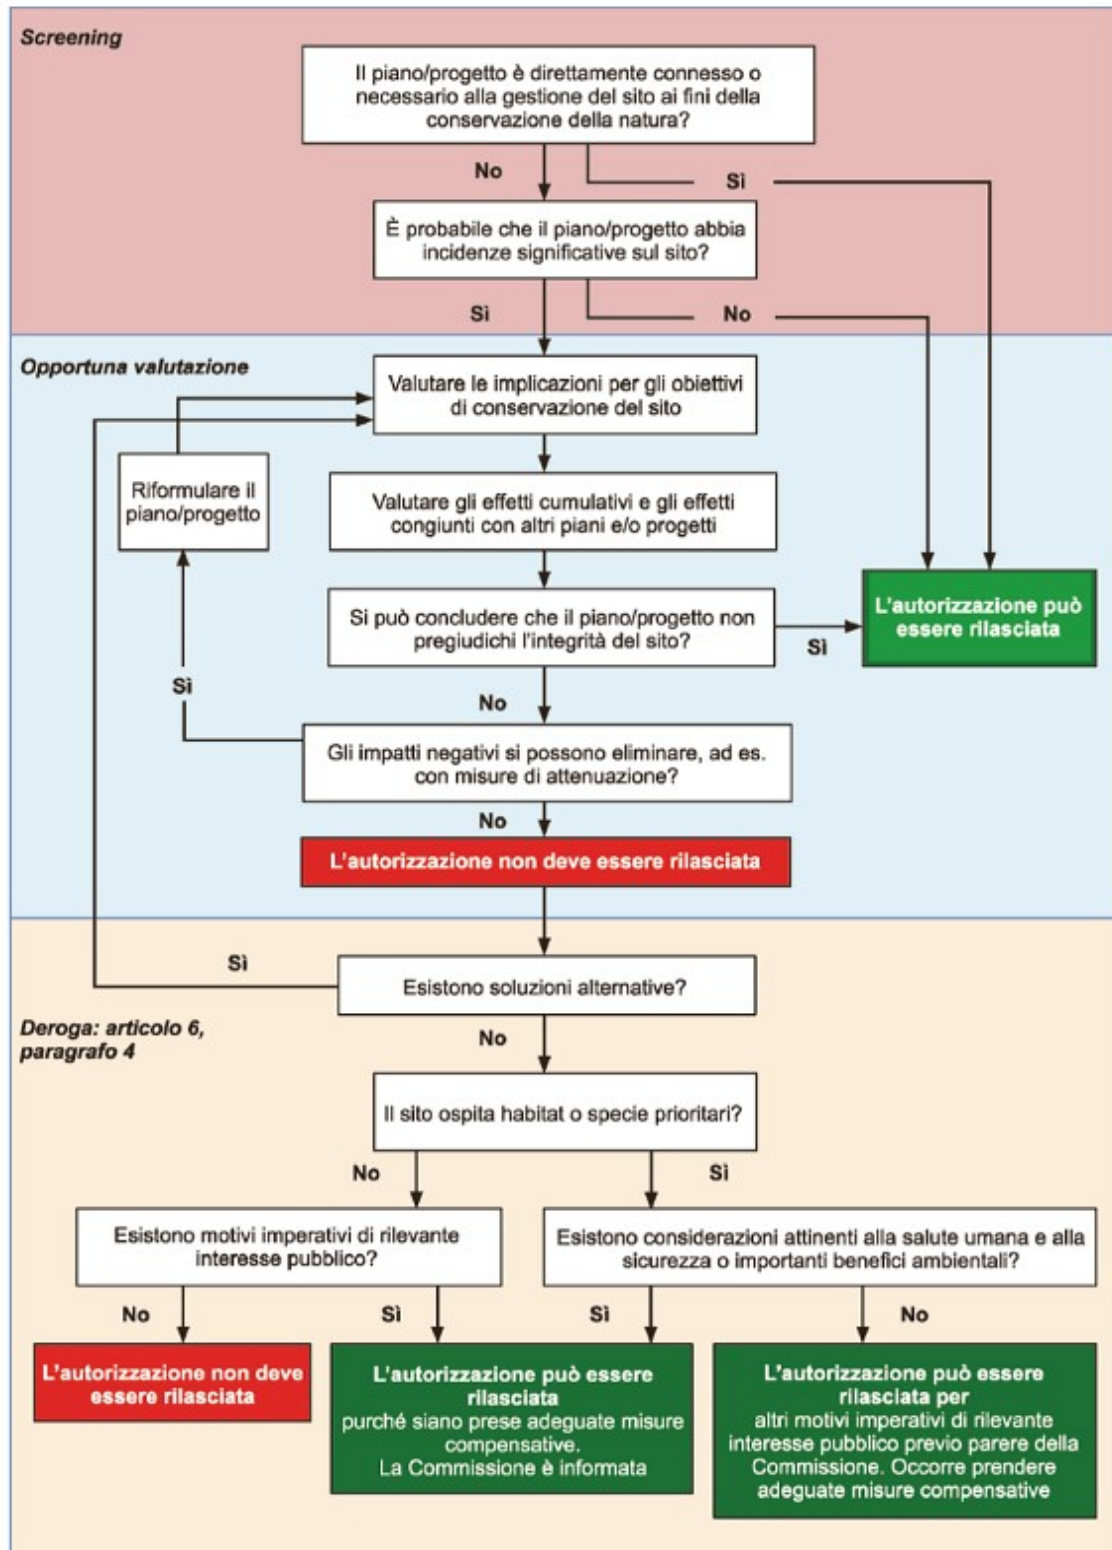 Screening
Il piano/progetto è direttamente connesso o
necessario alla gestione del sito ai fini della
conservazione della natura?
No
Sì
È probabile che il piano/progetto abbia
incidenze significative sul sito?
Sì
No
Opportuna valutazione
Valutare le implicazioni per gli obiettivi
di conservazione del sito
Riformulare il
piano/progetto
Valutare gli effetti cumulativi e gli effetti
congiunti con altri piani e/o progetti
Si può concludere che il piano/progetto non
pregiudichi l'integrità del sito?
Sì
L'autorizzazione può
essere rilasciata
No
Sì
Gli impatti negativi si possono eliminare, ad es.
con misure di attenuazione?
No
L'autorizzazione non deve essere rilasciata
Sì
Esistono soluzioni alternative?
Deroga: articolo 6,
paragrafo 4
No
Il sito ospita habitat o specie prioritari?
No
Sì
Esistono motivi imperativi di rilevante
interesse pubblico?
Esistono considerazioni attinenti alla salute umana e alla
sicurezza o importanti benefici ambientali?
No
Sì
Sì
No
L'autorizzazione non deve
essere rilasciata
L'autorizzazione può essere
rilasciata
purché siano prese adeguate misure
compensative.
La Commissione è informata
L'autorizzazione può essere
rilasciata per
altri motivi imperativi di rilevante
interesse pubblico previo parere della
Commissione. Occorre prendere
adeguate misure compensative